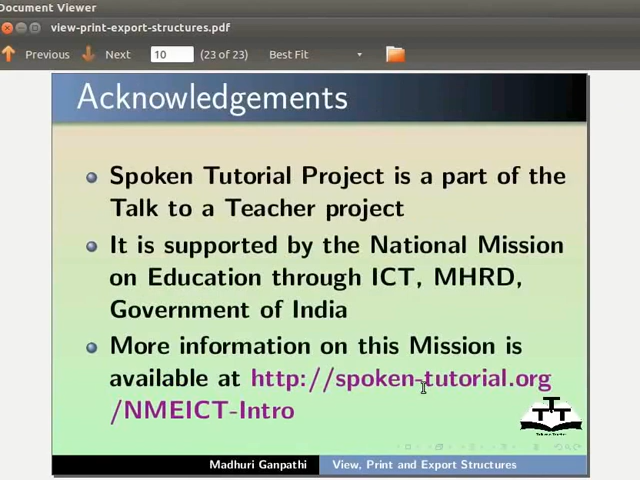 Document Viewer
view-print-export-structures.pdf
Previous Next 10 (23 of 23) Best Fit
Acknowledgements
Spoken Tutorial Project is a part of the
Talk to a Teacher project
It is supported by the National Mission
on Education through ICT, MHRD,
Government of India
More information on this Mission is
available at http://spoken-tutorial.org
/NMEICT-Intro
Madhuri Ganpathi View, Print and Export Structures